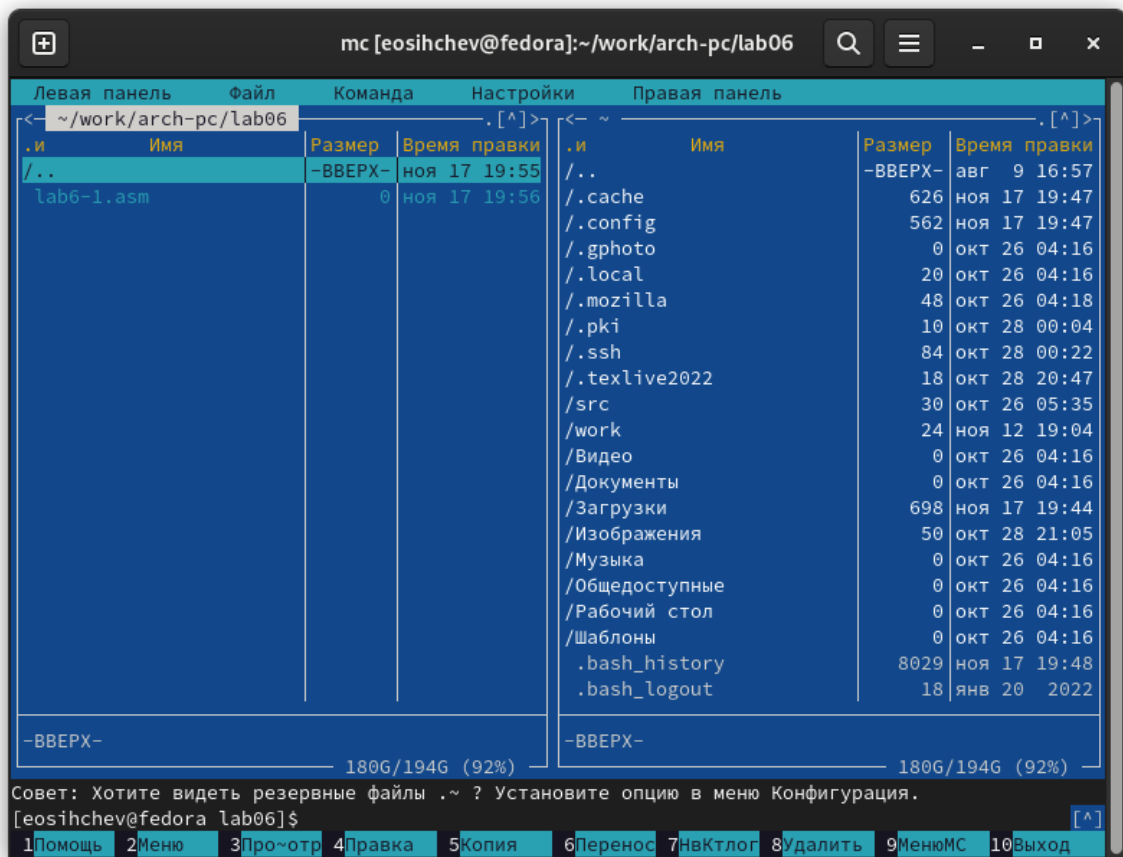 mc [eosihchev@fedora]:~/work/arch-pc/lab06
Левая панель Файл Команда Настройки Правая панель
<— ~/work/arch-pc/lab06 .[^]>
.и Имя Размер Время правки
/.. -ВВЕРХ- ноя 17 19:55
lab6-1.asm 0 ноя 17 19:56
-ВВЕРХ-
180G/194G (92%)
<— ~ .[^]>
.и Имя Размер Время правки
/.. -ВВЕРХ- авг 9 16:57
/.cache 626 ноя 17 19:47
/.config 562 ноя 17 19:47
/.gphoto 0 окт 26 04:16
/.local 20 окт 26 04:16
/.mozilla 48 окт 26 04:18
/.pki 10 окт 28 00:04
/.ssh 84 окт 28 00:22
/.texlive2022 18 окт 28 20:47
/src 30 окт 26 05:35
/work 24 ноя 12 19:04
/Видео 0 окт 26 04:16
/Документы 0 окт 26 04:16
/Загрузки 698 ноя 17 19:44
/Изображения 50 окт 28 21:05
/Музыка 0 окт 26 04:16
/Общедоступные 0 окт 26 04:16
/Рабочий стол 0 окт 26 04:16
/Шаблоны 0 окт 26 04:16
.bash_history 8029 ноя 17 19:48
.bash_logout 18 янв 20 2022
-ВВЕРХ-
180G/194G (92%)
Совет: Хотите видеть резервные файлы .~ ? Установите опцию в меню Конфигурация.
[eosihchev@fedora lab06]$ [^]
1Помощь 2Меню 3Про~отр 4Правка 5Копия 6Перенос 7НвКтлог 8Удалить 9МенюМС 10Выход